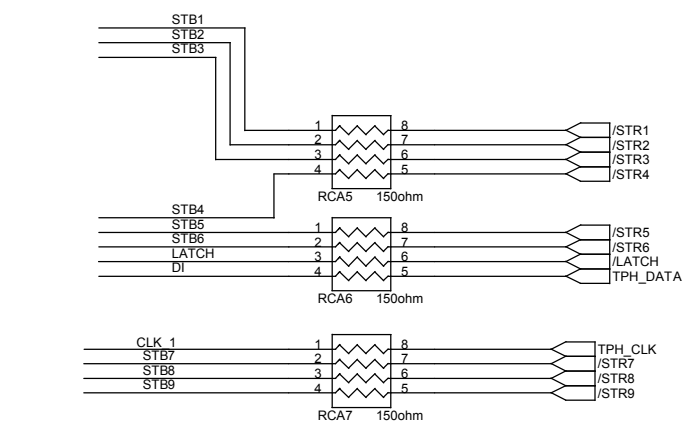 STB1
STB2
STB3
1 8 /STR1
2 7 /STR2
3 6 /STR3
4 5 /STR4
RCA5 150ohm
STB4
STB5 1 8 /STR5
STB6 2 7 /STR6
LATCH 3 6 /LATCH
DI 4 5 TPH_DATA
RCA6 150ohm
CLK_1 1 8 TPH_CLK
STB7 2 7 /STR7
STB8 3 6 /STR8
STB9 4 5 /STR9
RCA7 150ohm